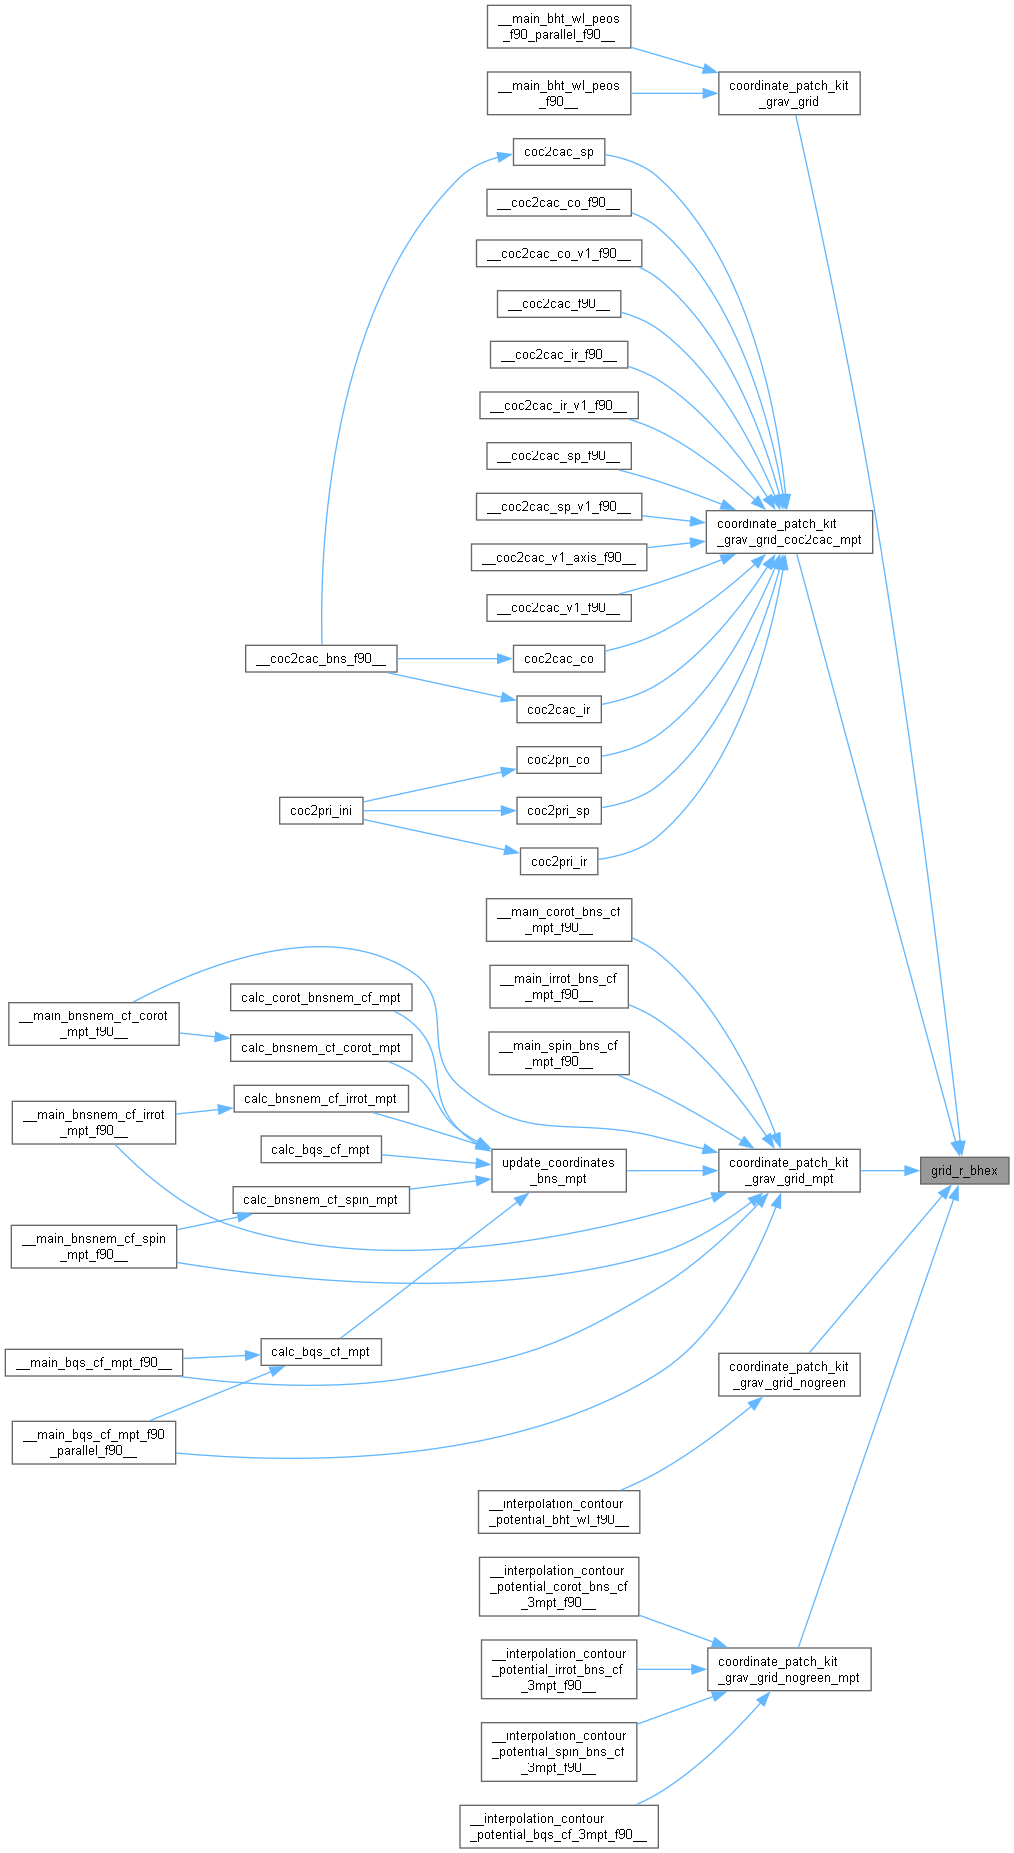 __main_bht_wl_peos
_f90_parallel_f90__
__main_bht_wl_peos
_f90__
coordinate_patch_kit
_grav_grid
coc2cac_sp
__coc2cac_co_f90__
__coc2cac_co_v1_f90__
__coc2cac_f90__
__coc2cac_ir_f90__
__coc2cac_ir_v1_f90__
__coc2cac_sp_f90__
__coc2cac_sp_v1_f90__
coordinate_patch_kit
_grav_grid_coc2cac_mpt
__coc2cac_v1_axis_f90__
__coc2cac_v1_f90__
__coc2cac_bns_f90__
coc2cac_co
coc2cac_ir
coc2pri_co
coc2pri_ini
coc2pri_sp
coc2pri_ir
__main_corot_bns_cf
_mpt_f90__
__main_irrot_bns_cf
_mpt_f90__
__main_spin_bns_cf
_mpt_f90__
__main_bnsnem_cf_corot
_mpt_f90__
calc_corot_bnsnem_cf_mpt
calc_bnsnem_cf_corot_mpt
calc_bnsnem_cf_irrot_mpt
__main_bnsnem_cf_irrot
_mpt_f90__
calc_bqs_cf_mpt
update_coordinates
_bns_mpt
coordinate_patch_kit
_grav_grid_mpt
grid_r_bhex
calc_bnsnem_cf_spin_mpt
__main_bnsnem_cf_spin
_mpt_f90__
calc_bqs_cf_mpt
__main_bqs_cf_mpt_f90__
__main_bqs_cf_mpt_f90
_parallel_f90__
coordinate_patch_kit
_grav_grid_nogreen
__interpolation_contour
_potential_bht_wl_f90__
__interpolation_contour
_potential_corot_bns_cf
_3mpt_f90__
__interpolation_contour
_potential_irrot_bns_cf
_3mpt_f90__
coordinate_patch_kit
_grav_grid_nogreen_mpt
__interpolation_contour
_potential_spin_bns_cf
_3mpt_f90__
__interpolation_contour
_potential_bqs_cf_3mpt_f90__